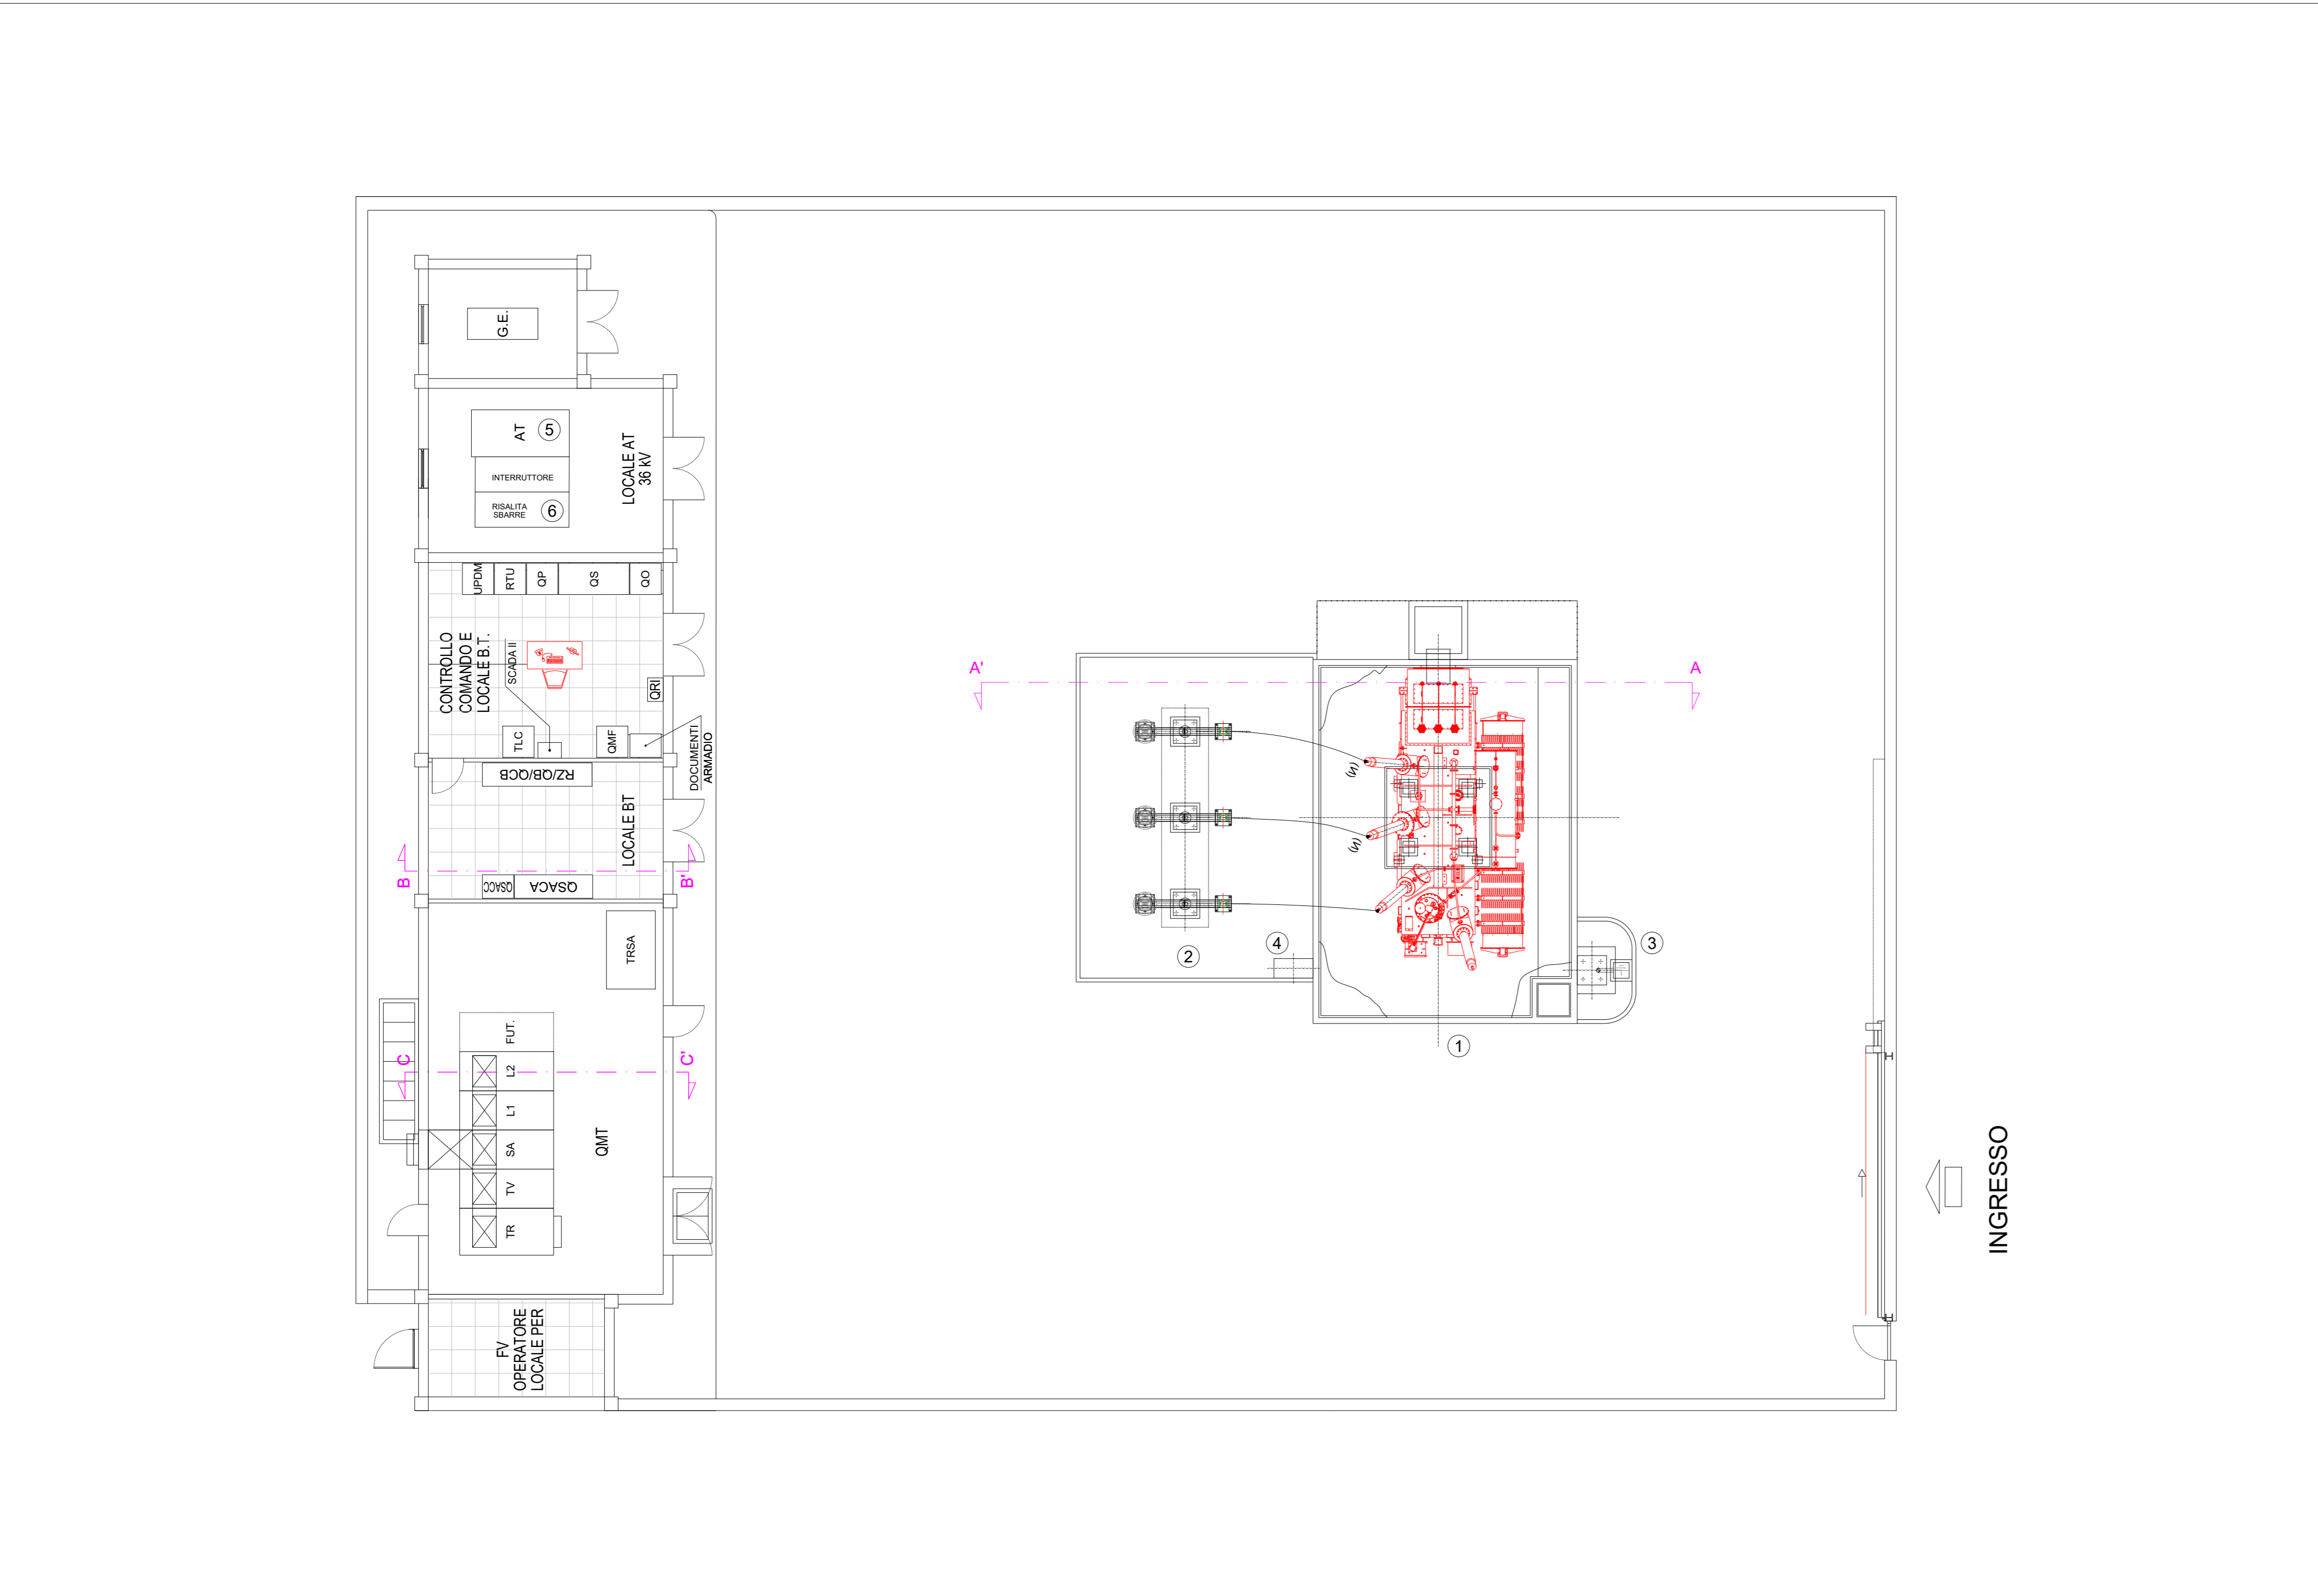 G.E.
AT
5
INTERRUTTORE
RISALITA
SBARRE
6
LOCALE AT
36 kV
UPDM
RTU
QP
QS
QO
CONTROLLO
COMANDO E
LOCALE B.T.
SCADA II
QRI
TLC
QMF
DOCUMENTI
ARMADIO
RZ/QB/QCB
LOCALE BT
B
B'
QSACC
QSACA
TRSA
FUT.
C
C'
L2
L1
SA
TV
TR
QMT
FV
OPERATORE
LOCALE PER
A'
A
(N)
(N)
2
4
3
1
INGRESSO